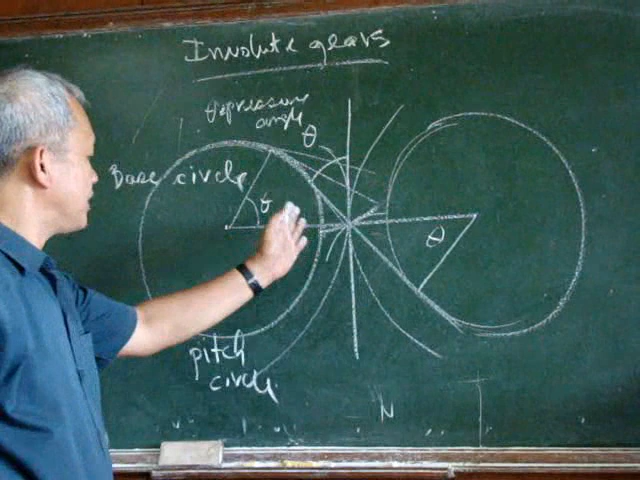 Involute gears
θ pressure
angle
θ
Base circle
θ
θ
pitch
circle
N